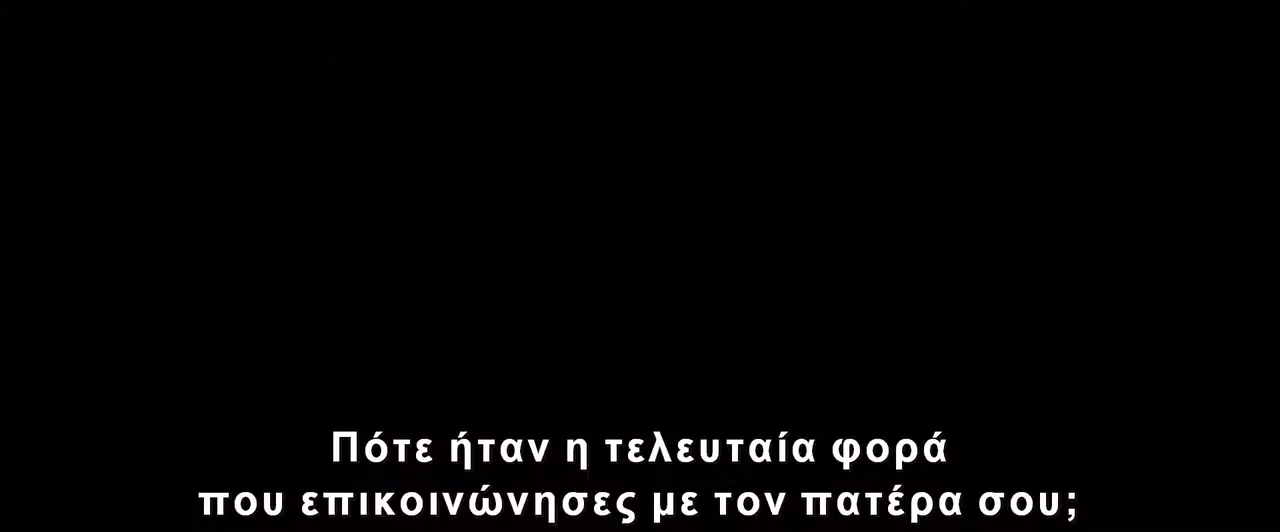 Πότε ήταν η τελευταία φορά
που επικοινώνησες με τον πατέρα σου;